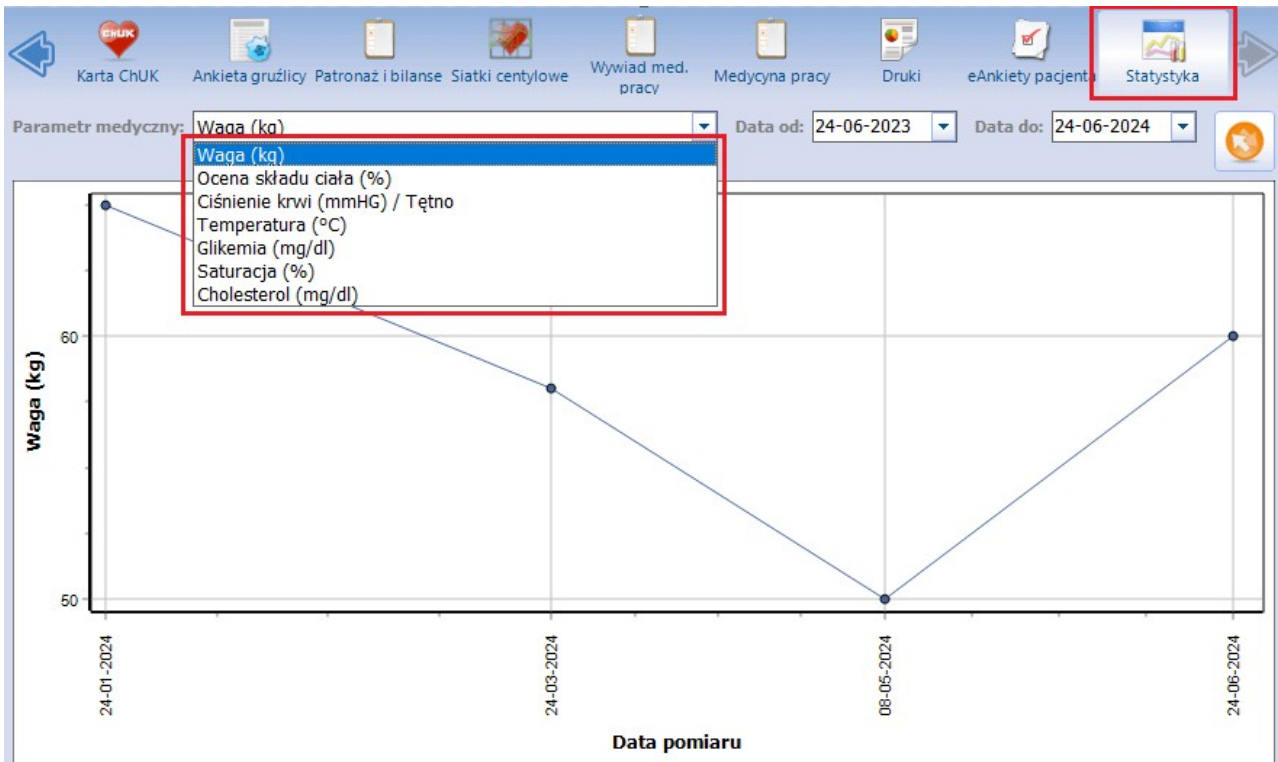 ChUK
Karta ChUK
Ankieta gruźlicy
Patronaż i bilanse
Siatki centylowe
Wywiad med.
pracy
Medycyna pracy
Druki
eAnkiety pacjenta
Statystyka
Parametr medyczny: Waga (kg) Data od: 24-06-2023 Data do: 24-06-2024
Waga (kg)
Ocena składu ciała (%)
Ciśnienie krwi (mmHG) / Tętno
Temperatura (°C)
Glikemia (mg/dl)
Saturacja (%)
Cholesterol (mg/dl)
60
Waga (kg)
50
24-01-2024
24-03-2024
08-05-2024
24-06-2024
Data pomiaru